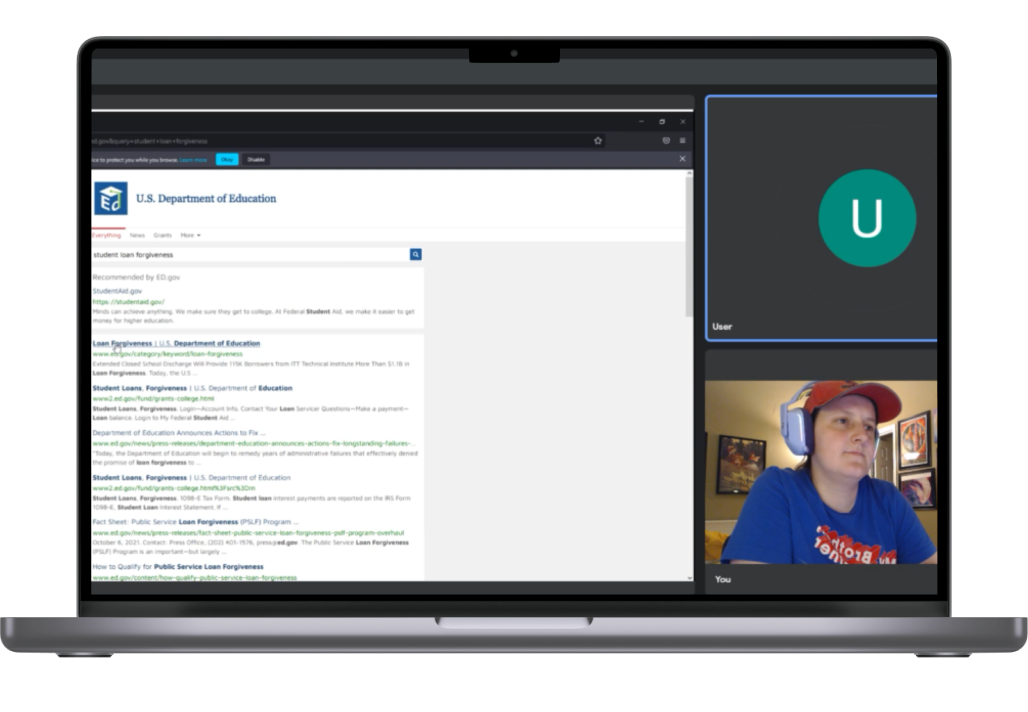 ed.gov&query=student+loan+forgiveness
ice to protect you while you browse. Learn more Okay Disable
Ed
U.S. Department of Education
Everything News Grants More
student loan forgiveness
Recommended by ED.gov
StudentAid.gov
https://studentaid.gov/
Minds can achieve anything. We make sure they get to college. At Federal Student Aid, we make it easier to get
money for higher education.
Loan Forgiveness | U.S. Department of Education
www.ed.gov/category/keyword/loan-forgiveness
Extended Closed School Discharge Will Provide 115K Borrowers from ITT Technical Institute More Than $1.1B in
Loan Forgiveness. Today, the U.S ...
Student Loans, Forgiveness | U.S. Department of Education
www2.ed.gov/fund/grants-college.html
Student Loans, Forgiveness. Login—Account Info. Contact Your Loan Servicer Questions—Make a payment—
Loan balance. Login to My Federal Student Aid ...
Department of Education Announces Actions to Fix ...
www.ed.gov/news/press-releases/department-education-announces-actions-fix-longstanding-failures-...
"Today, the Department of Education will begin to remedy years of administrative failures that effectively denied
the promise of loan forgiveness to ...
Student Loans, Forgiveness | U.S. Department of Education
www2.ed.gov/fund/grants-college.html%3Fsrc%3Drn
Student Loans, Forgiveness. 1098-E Tax Form. Student loan interest payments are reported on the IRS Form
1098-E, Student Loan Interest Statement. If ...
Fact Sheet: Public Service Loan Forgiveness (PSLF) Program ...
www.ed.gov/news/press-releases/fact-sheet-public-service-loan-forgiveness-pslf-program-overhaul
October 6, 2021. Contact: Press Office, (202) 401-1576, press@ed.gov. The Public Service Loan Forgiveness
(PSLF) Program is an important—but largely ...
How to Qualify for Public Service Loan Forgiveness
www.ed.gov/content/how-qualify-public-service-loan-forgiveness
U
User
My Brother
You